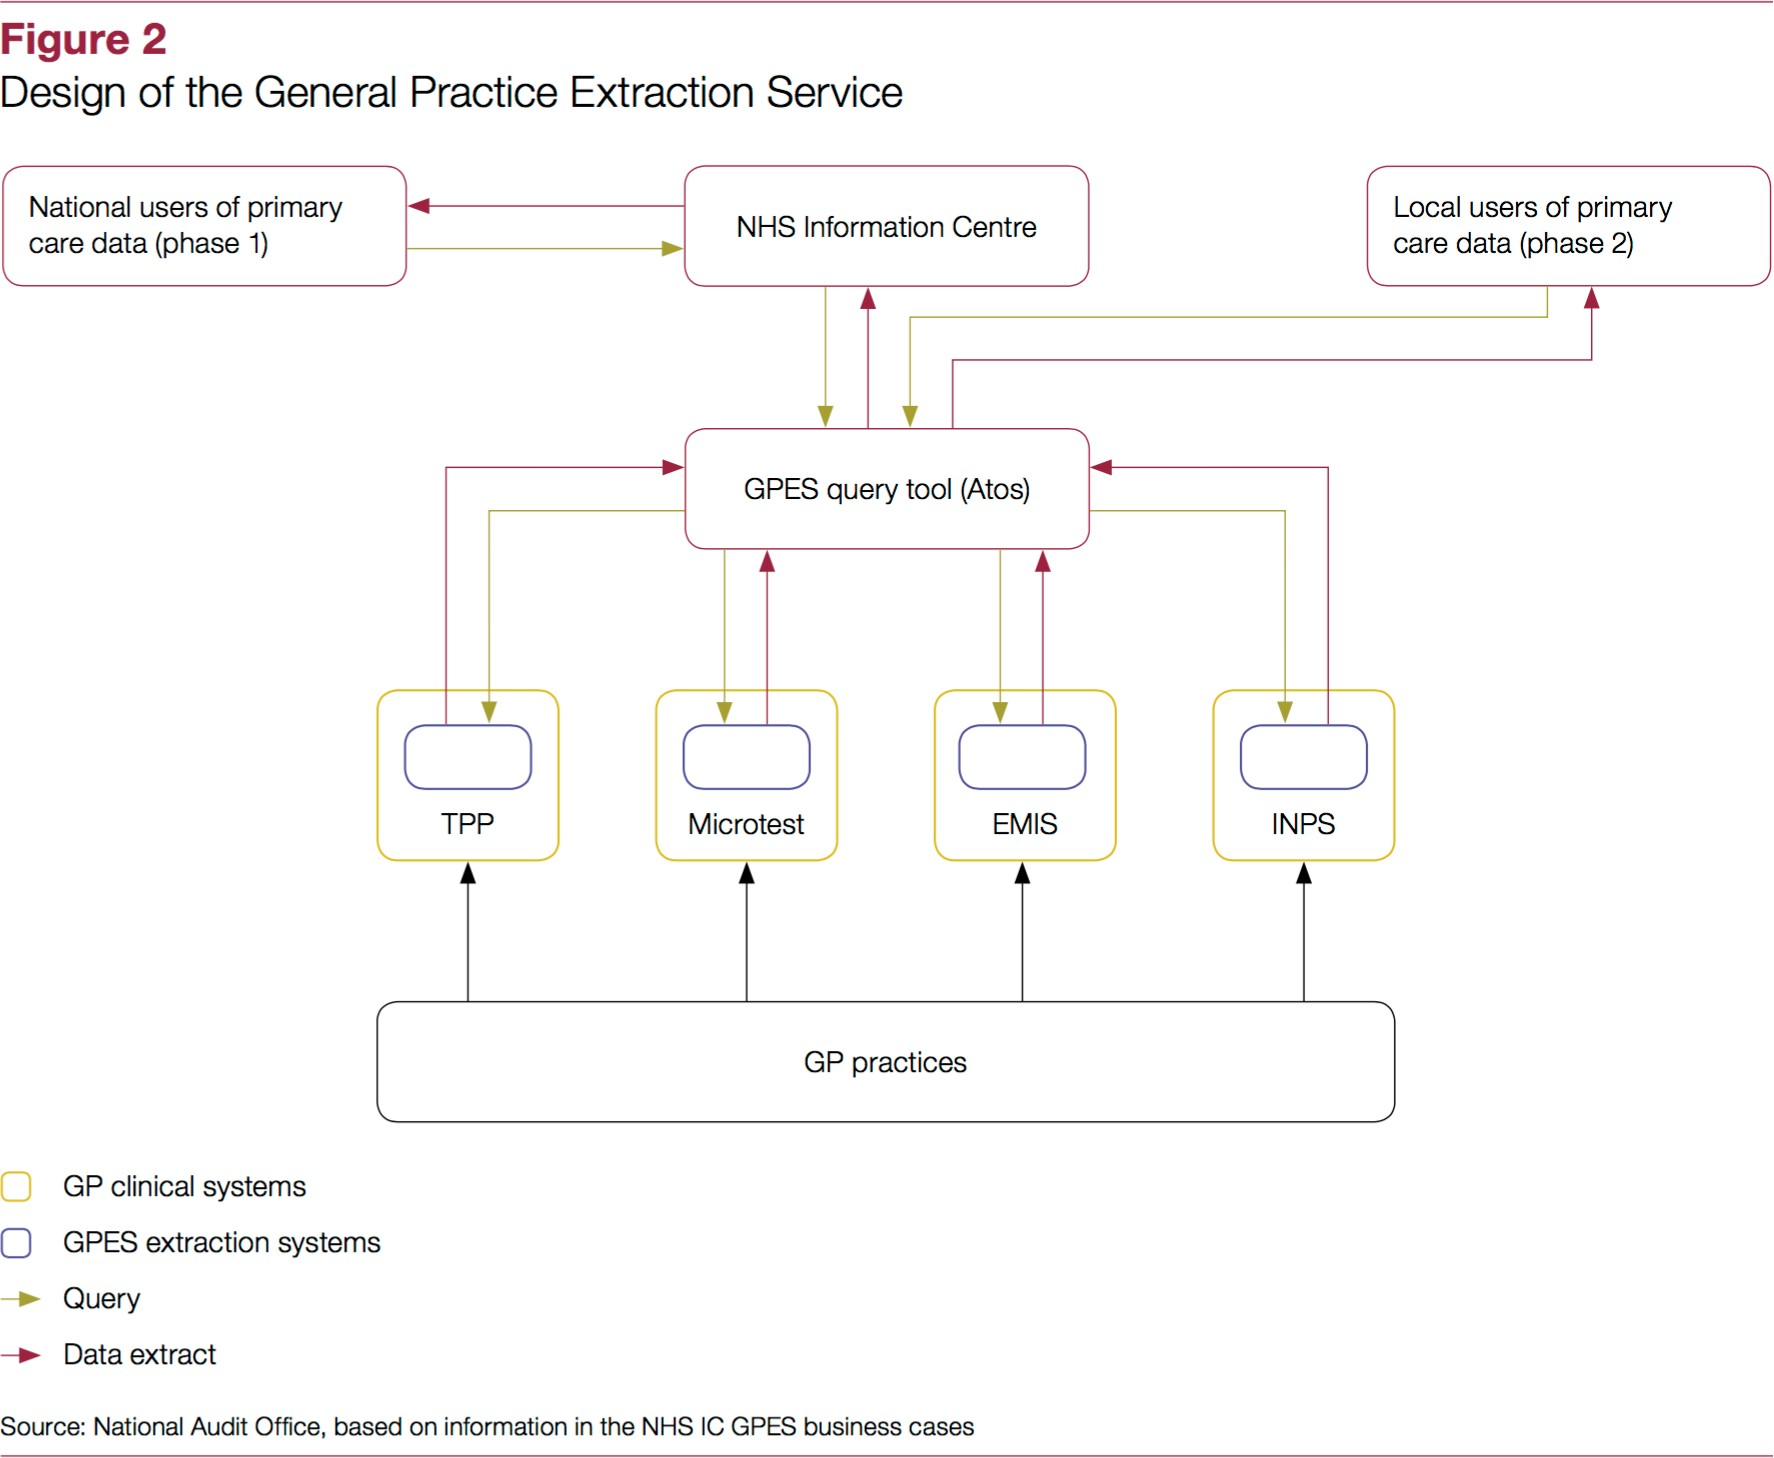 Figure 2
Design of the General Practice Extraction Service
National users of primary
care data (phase 1)
NHS Information Centre
Local users of primary
care data (phase 2)
GPES query tool (Atos)
TPP
Microtest
EMIS
INPS
GP practices
GP clinical systems
GPES extraction systems
Query
Data extract
Source: National Audit Office, based on information in the NHS IC GPES business cases